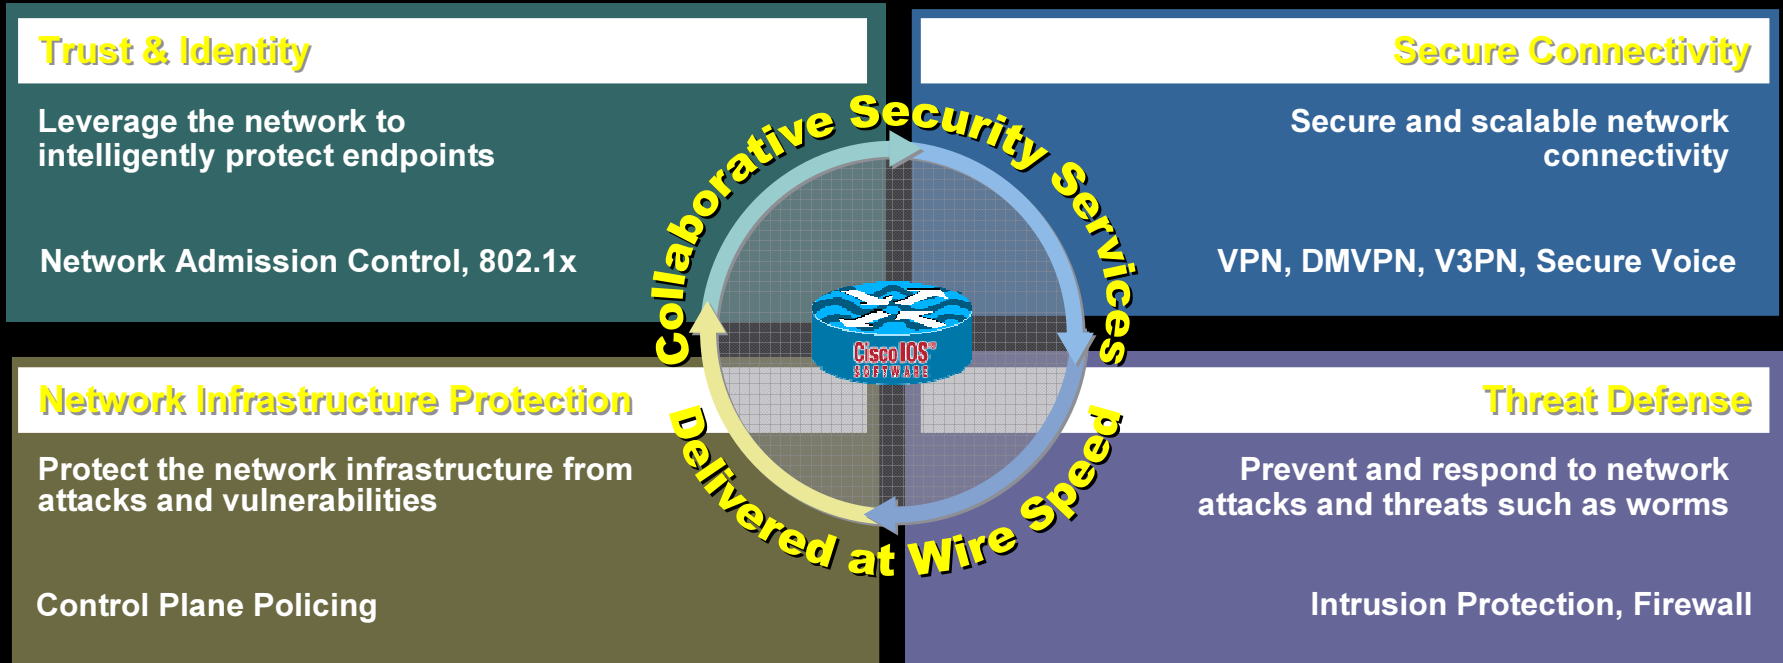 Trust & Identity
Leverage the network to
intelligently protect endpoints
Network Admission Control, 802.1x
Secure Connectivity
Secure and scalable network
connectivity
VPN, DMVPN, V3PN, Secure Voice
Collaborative Security Services
Cisco IOS®
SOFTWARE
Delivered at Wire Speed
Network Infrastructure Protection
Protect the network infrastructure from
attacks and vulnerabilities
Control Plane Policing
Threat Defense
Prevent and respond to network
attacks and threats such as worms
Intrusion Protection, Firewall